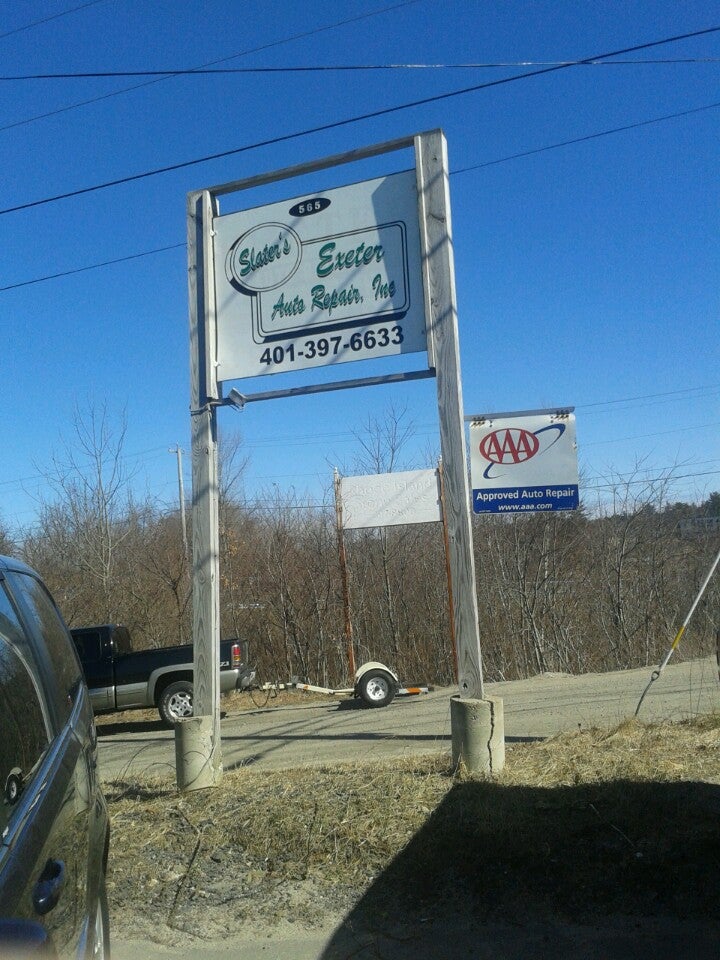 565
Slater's
Exeter
Auto Repair, Inc
401-397-6633
AAA
Approved Auto Repair
www.aaa.com